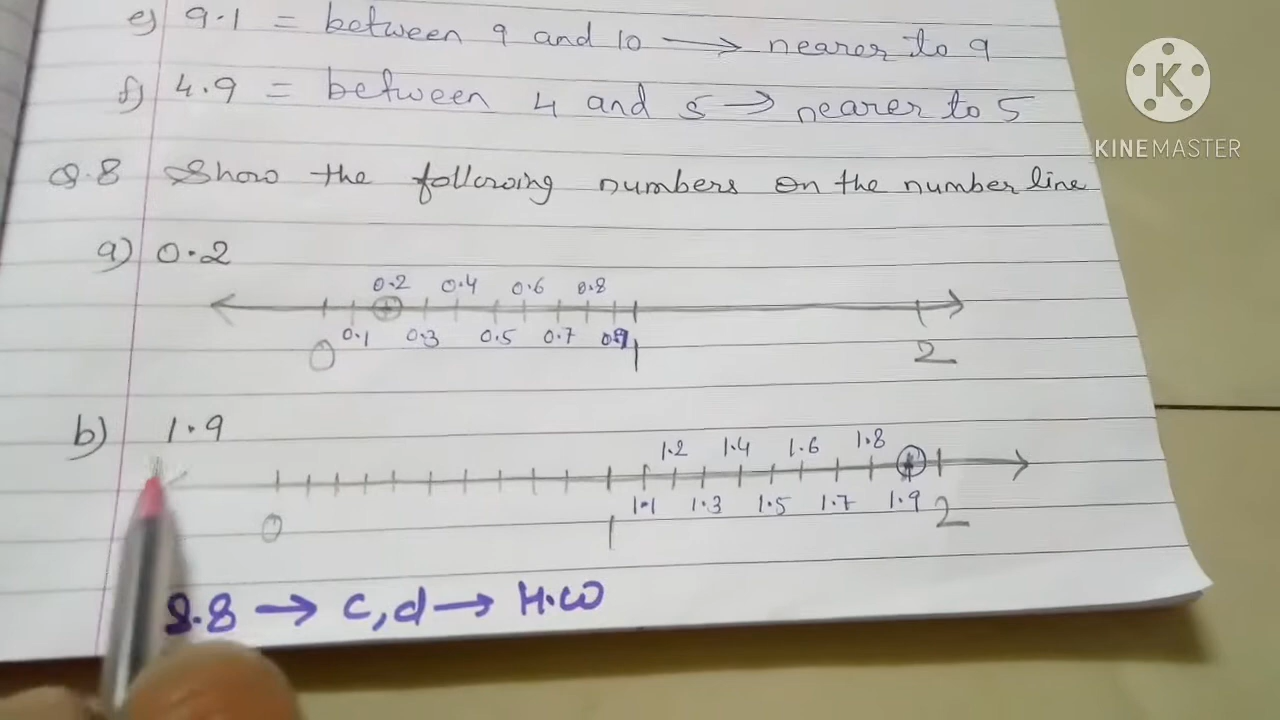 e) 9.1 = between 9 and 10 → nearer to 9
f) 4.9 = between 4 and 5 → nearer to 5
K
KINEMASTER
Q.8 Show the following numbers on the number line
a) 0.2
0.2 0.4 0.6 0.8
0 0.1 0.3 0.5 0.7 0.9 1 2
b) 1.9
1.2 1.4 1.6 1.8
0 1 1.1 1.3 1.5 1.7 1.9 2
Q.8 → c, d → H.W